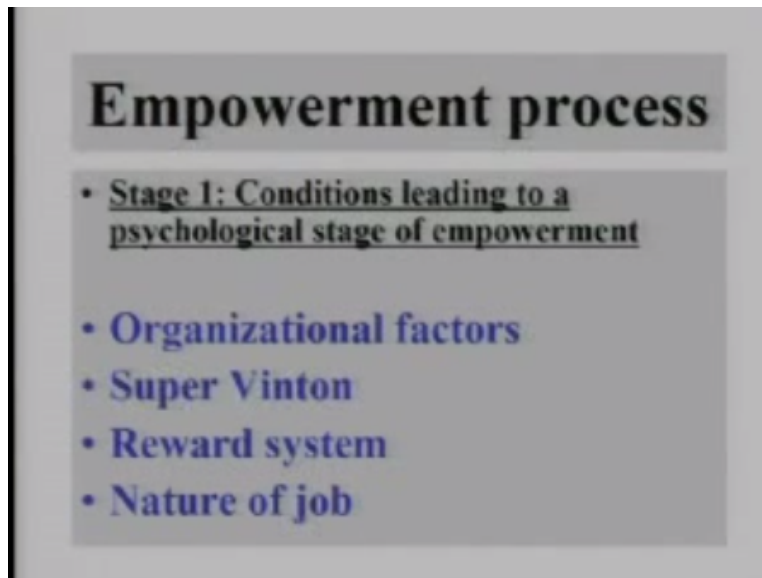 Empowerment process
• Stage 1: Conditions leading to a
psychological stage of empowerment
• Organizational factors
• Super Vinton
• Reward system
• Nature of job